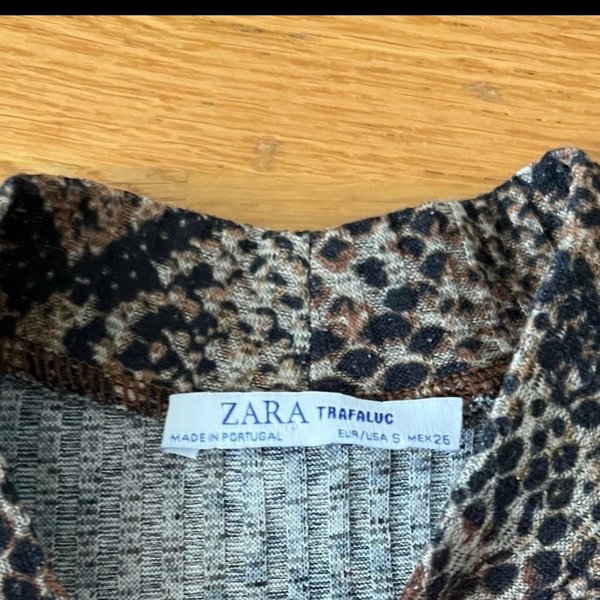 ZARA TRAFALUC
MADE IN PORTUGAL EUR/USA S MEX 26